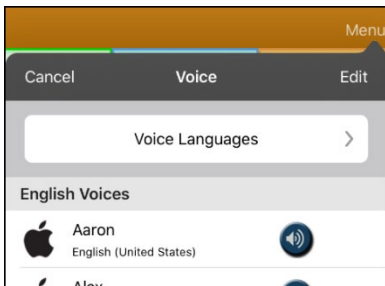 Menu
Cancel Voice Edit
Voice Languages
English Voices
Aaron
English (United States)
Alex